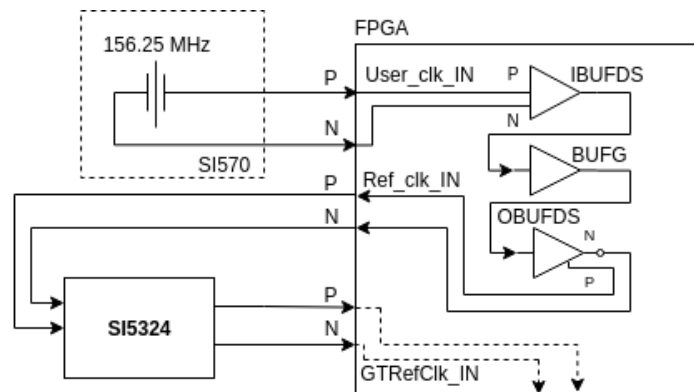 FPGA
156.25 MHz
P
User_clk_IN
P
IBUFDS
N
N
SI570
BUFG
P
Ref_clk_IN
N
OBUFDS
N
P
SI5324
P
N
GTRefClk_IN